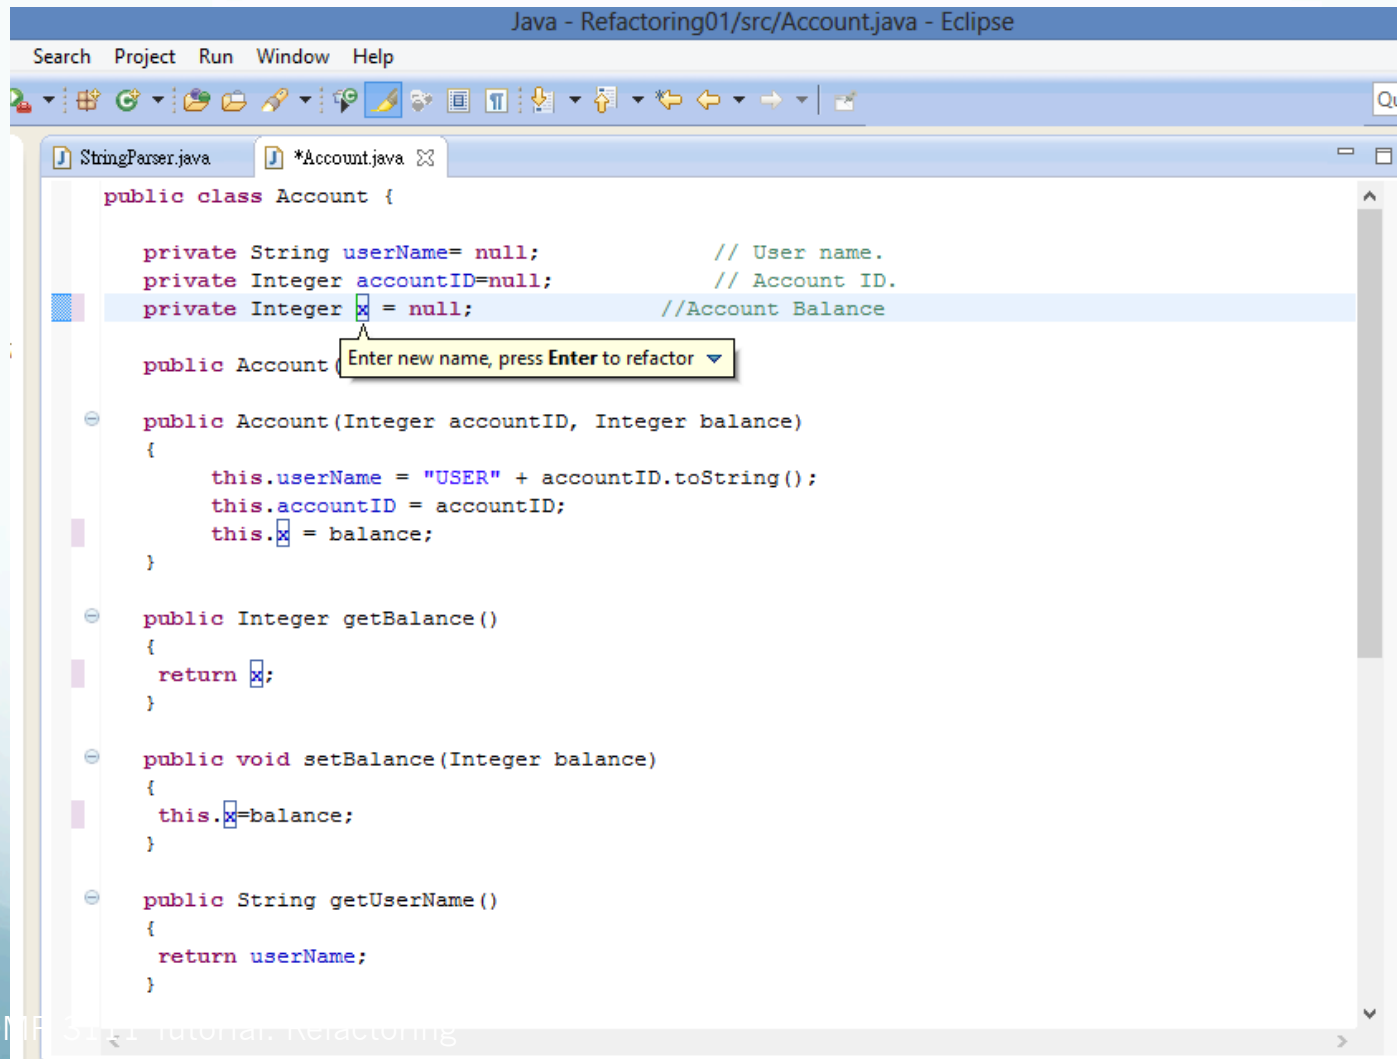 Java - Refactoring01/src/Account.java - Eclipse
Search Project Run Window Help
StringParser.java *Account.java
public class Account {
private String userName= null; // User name.
private Integer accountID=null; // Account ID.
private Integer x = null; //Account Balance
Enter new name, press Enter to refactor
public Account(
public Account(Integer accountID, Integer balance)
{
this.userName = "USER" + accountID.toString();
this.accountID = accountID;
this.x = balance;
}
public Integer getBalance()
{
return x;
}
public void setBalance(Integer balance)
{
this.x=balance;
}
public String getUserName()
{
return userName;
}
3111 Tutorial: Refactoring